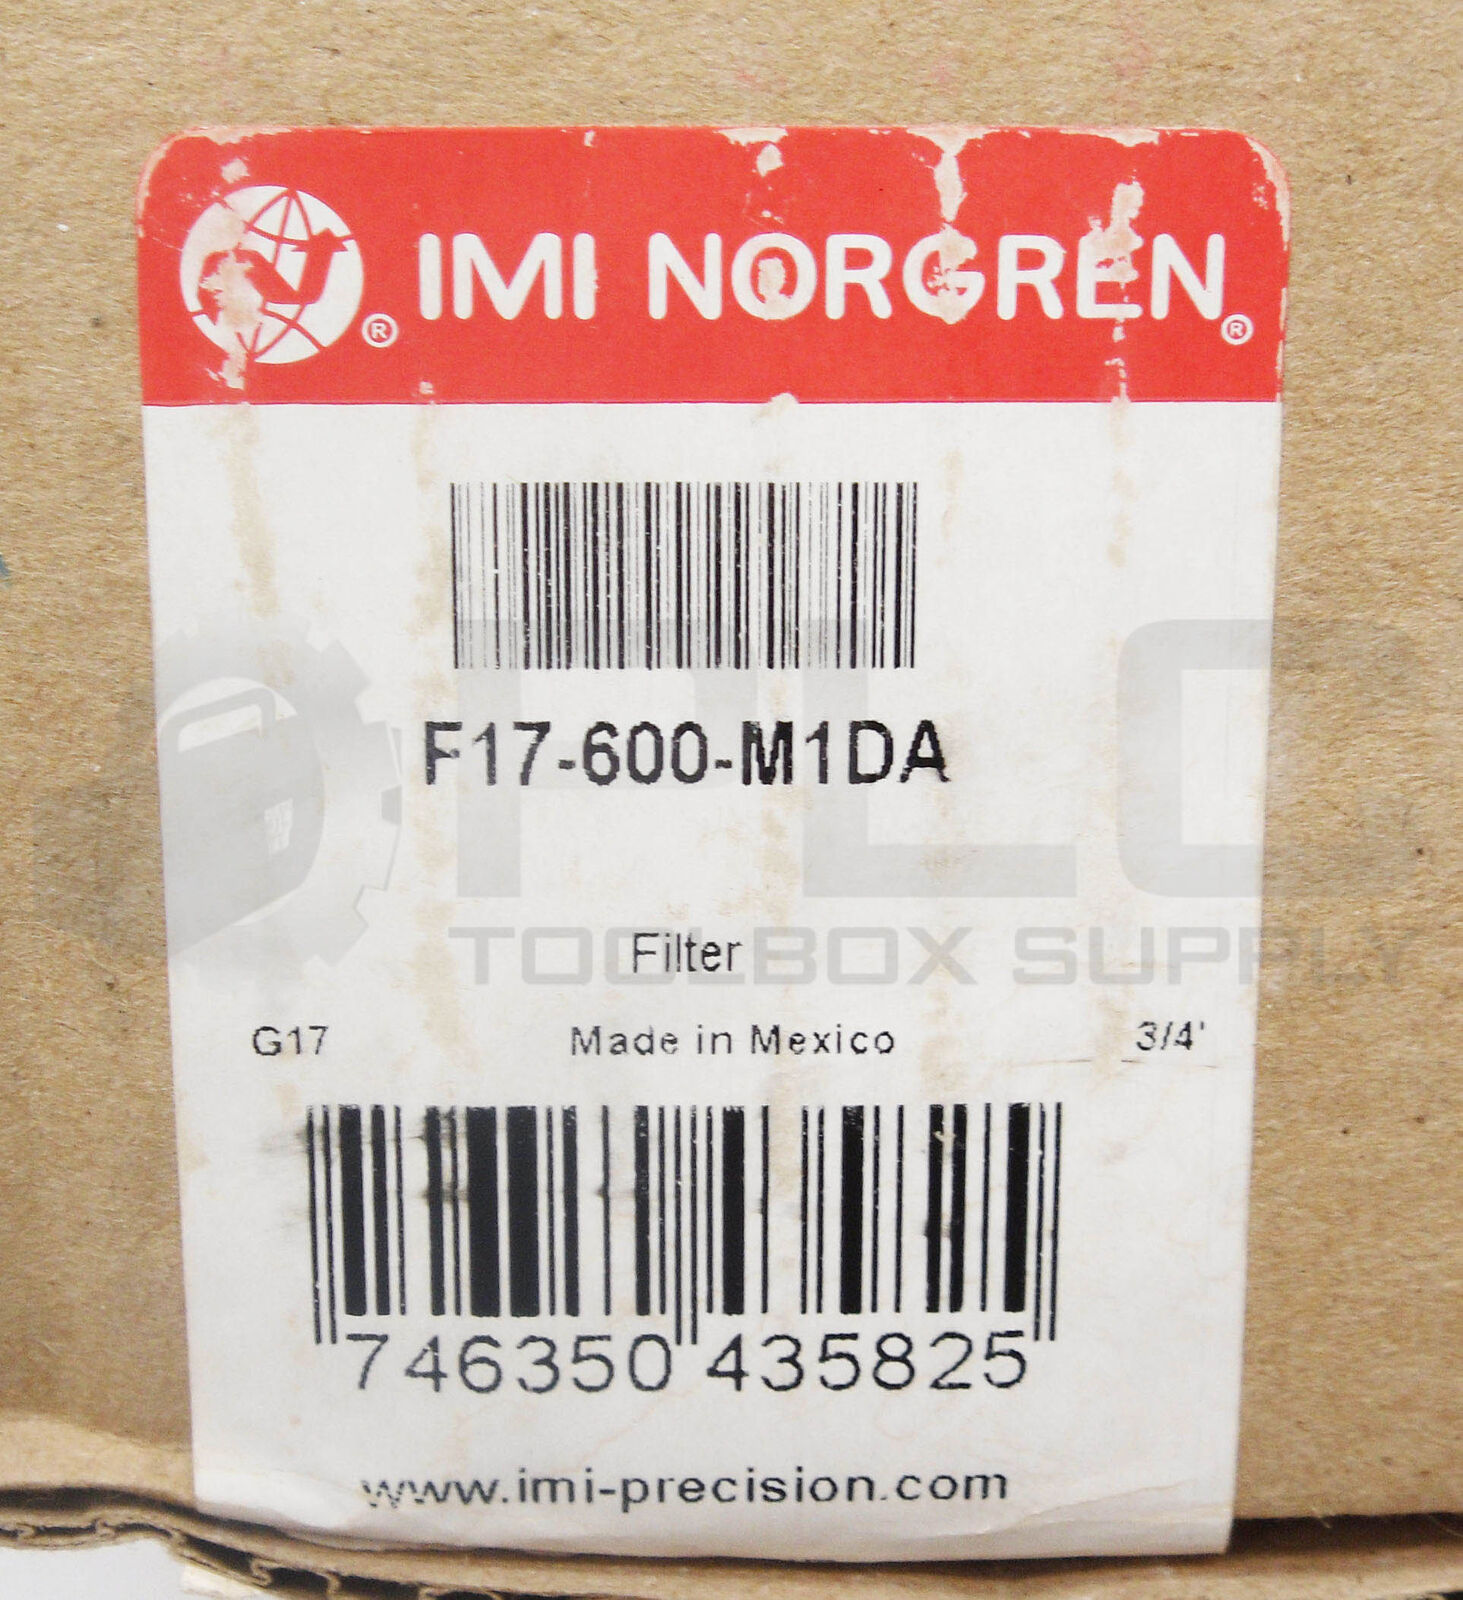 IMI NORGREN®
®
F17-600-M1DA
PLC
Filter
TOOLBOX SUPPLY
G17 Made in Mexico 3/4'
746350 435825
www.imi-precision.com